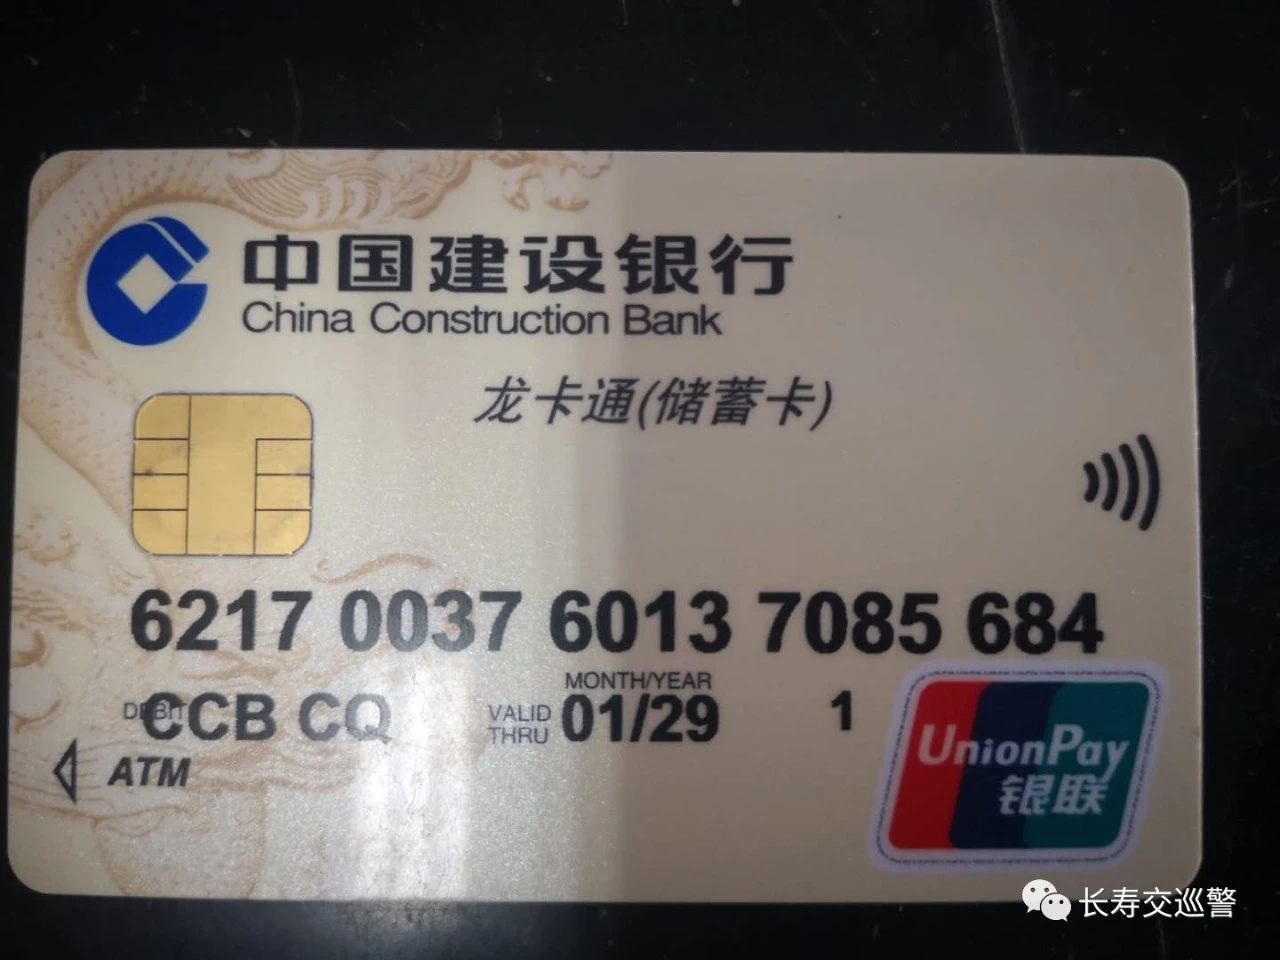 中国建设银行
China Construction Bank
龙卡通(储蓄卡)
6217 0037 6013 7085 684
MONTH/YEAR
DEBIT
CCB CQ
VALID THRU
01/29
1
ATM
UnionPay
银联
长寿交巡警